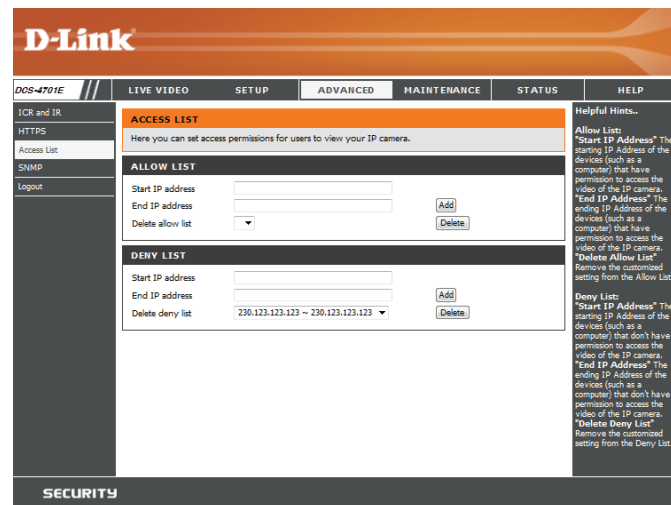 D-Link
DCS-4701E
LIVE VIDEO SETUP ADVANCED MAINTENANCE STATUS HELP
ICR and IR
HTTPS
Access List
SNMP
Logout
ACCESS LIST
Here you can set access permissions for users to view your IP camera.
ALLOW LIST
Start IP address
End IP address Add
Delete allow list Delete
DENY LIST
Start IP address
End IP address Add
Delete deny list 230.123.123.123 ~ 230.123.123.123 Delete
Helpful Hints..
Allow List:
"Start IP Address" The
starting IP Address of the
devices (such as a
computer) that have
permission to access the
video of the IP camera.
"End IP Address" The
ending IP Address of the
devices (such as a
computer) that have
permission to access the
video of the IP camera.
"Delete Allow List"
Remove the customized
setting from the Allow List
Deny List:
"Start IP Address" The
starting IP Address of the
devices (such as a
computer) that don't have
permission to access the
video of the IP camera.
"End IP Address" The
ending IP Address of the
devices (such as a
computer) that don't have
permission to access the
video of the IP camera.
"Delete Deny List"
Remove the customized
setting from the Deny List
SECURITY